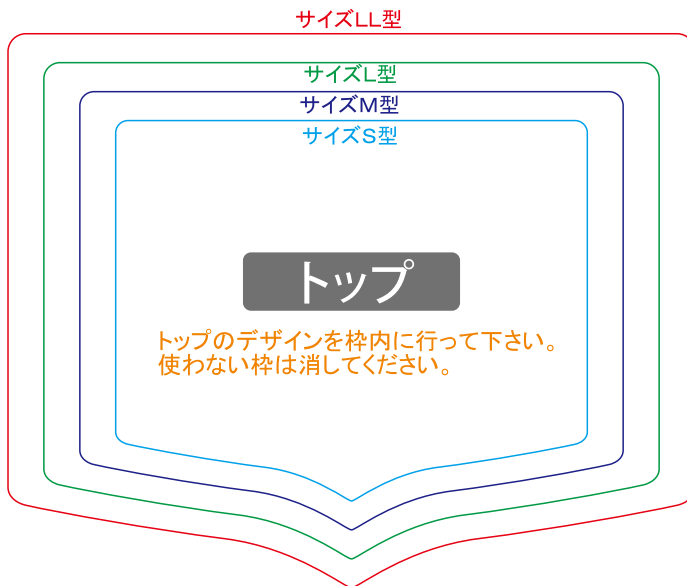 サイズLL型
サイズL型
サイズM型
サイズS型
トップ
トップのデザインを枠内に行って下さい。
使わない枠は消してください。